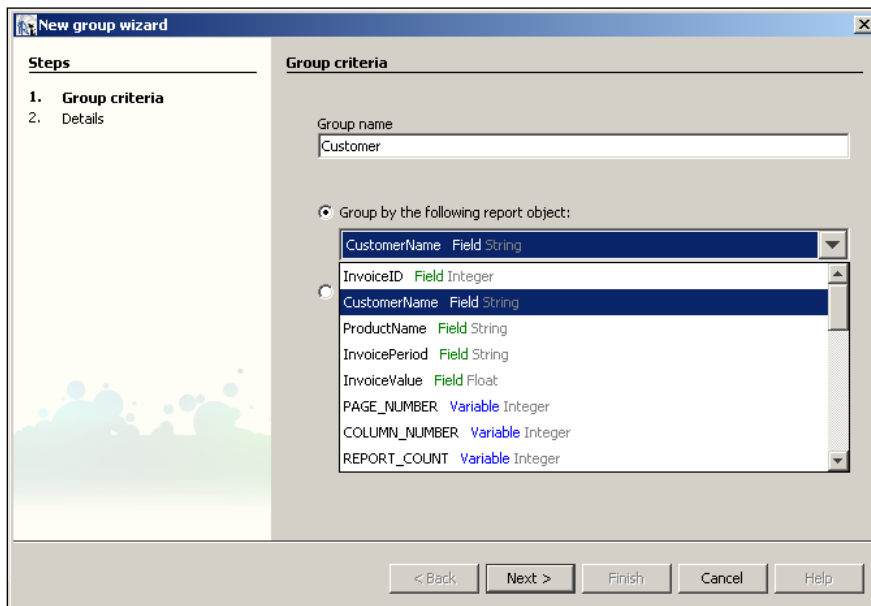 New group wizard
Steps
1. Group criteria
2. Details
Group criteria
Group name
Customer
Group by the following report object:
CustomerName Field String
InvoiceID Field Integer
CustomerName Field String
ProductName Field String
InvoicePeriod Field String
InvoiceValue Field Float
PAGE_NUMBER Variable Integer
COLUMN_NUMBER Variable Integer
REPORT_COUNT Variable Integer
< Back Next > Finish Cancel Help